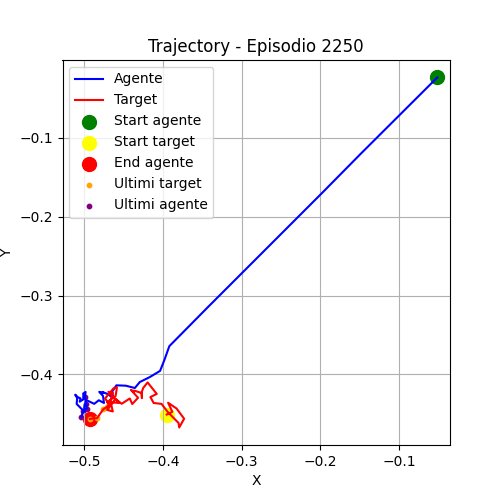 Trajectory - Episodio 2250
Agente
Target
Start agente
Start target
End agente
Ultimi target
Ultimi agente
−0.1
−0.2
−0.3
−0.4
Y
−0.5
−0.4
−0.3
−0.2
−0.1
X